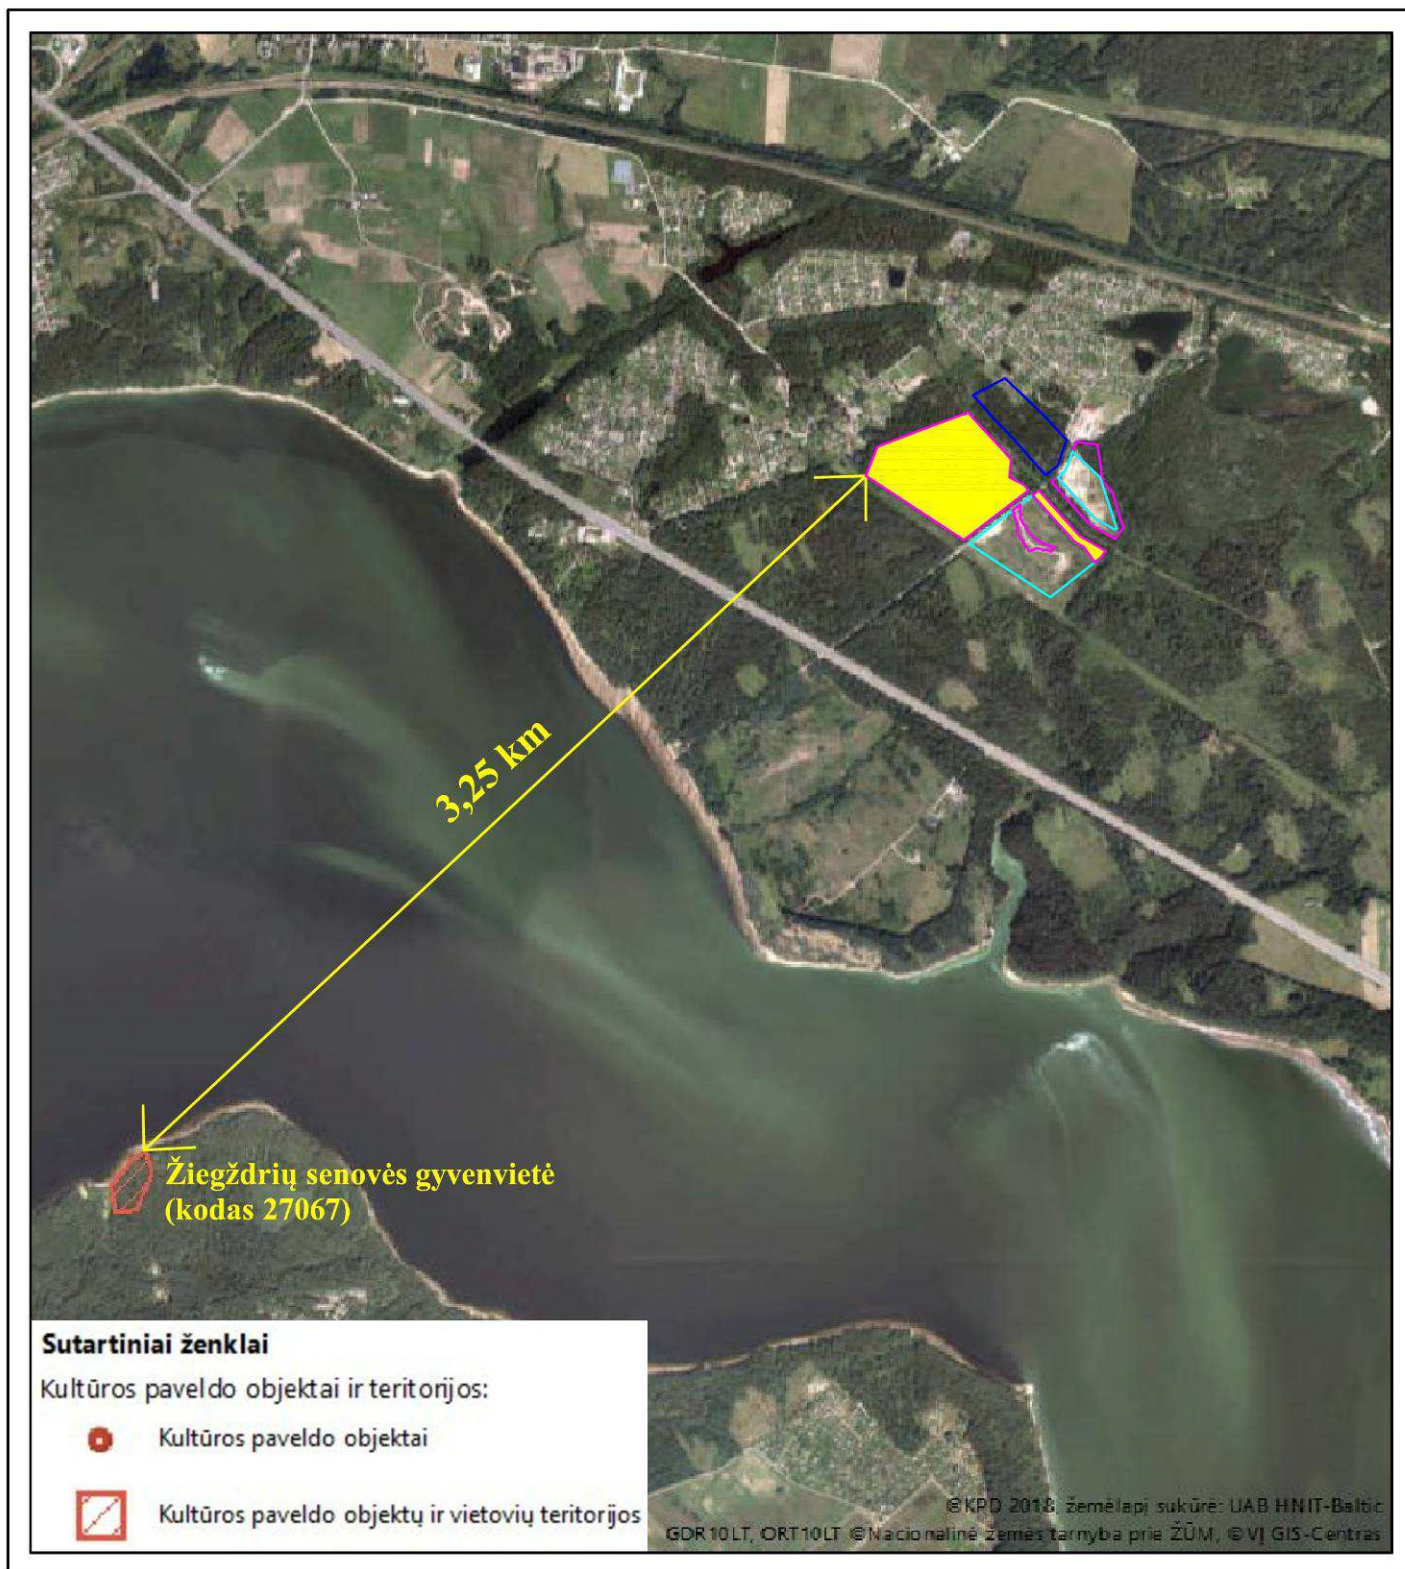 3,25 km
Žiegždrių senovės gyvenvietė
(kodas 27067)
Sutartiniai ženklai
Kultūros paveldo objektai ir teritorijos:
Kultūros paveldo objektai
Kultūros paveldo objektų ir vietovių teritorijos
©KPD 2018, žemėlapį sukūrė: UAB HNIT-Baltic
GDR10LT, ORT10LT ©Nacionalinė žemės tarnyba prie ŽŪM, ©VĮ GIS-Centras